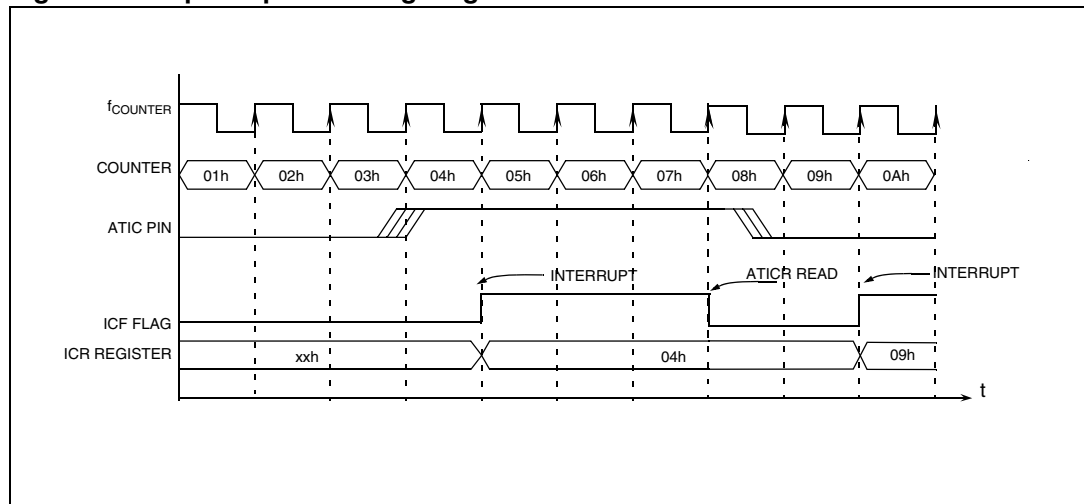 fCOUNTER
COUNTER 01h 02h 03h 04h 05h 06h 07h 08h 09h 0Ah
ATIC PIN
INTERRUPT ATICR READ INTERRUPT
ICF FLAG
ICR REGISTER xxh 04h 09h
t